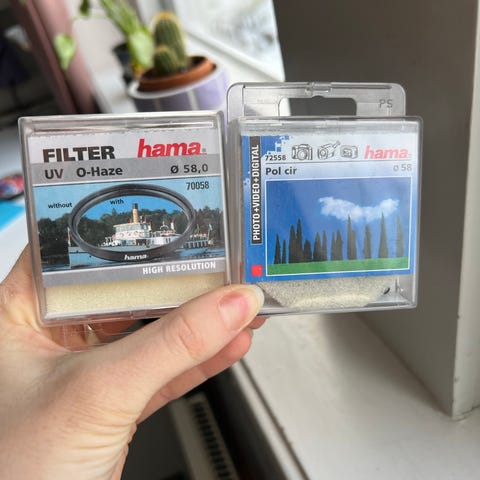 FILTER hama®
UV O-Haze Ø 58,0
70058
without with
hama®
HIGH RESOLUTION
PS
PHOTO+VIDEO+DIGITAL
72558 hama®
Pol cir ø 58